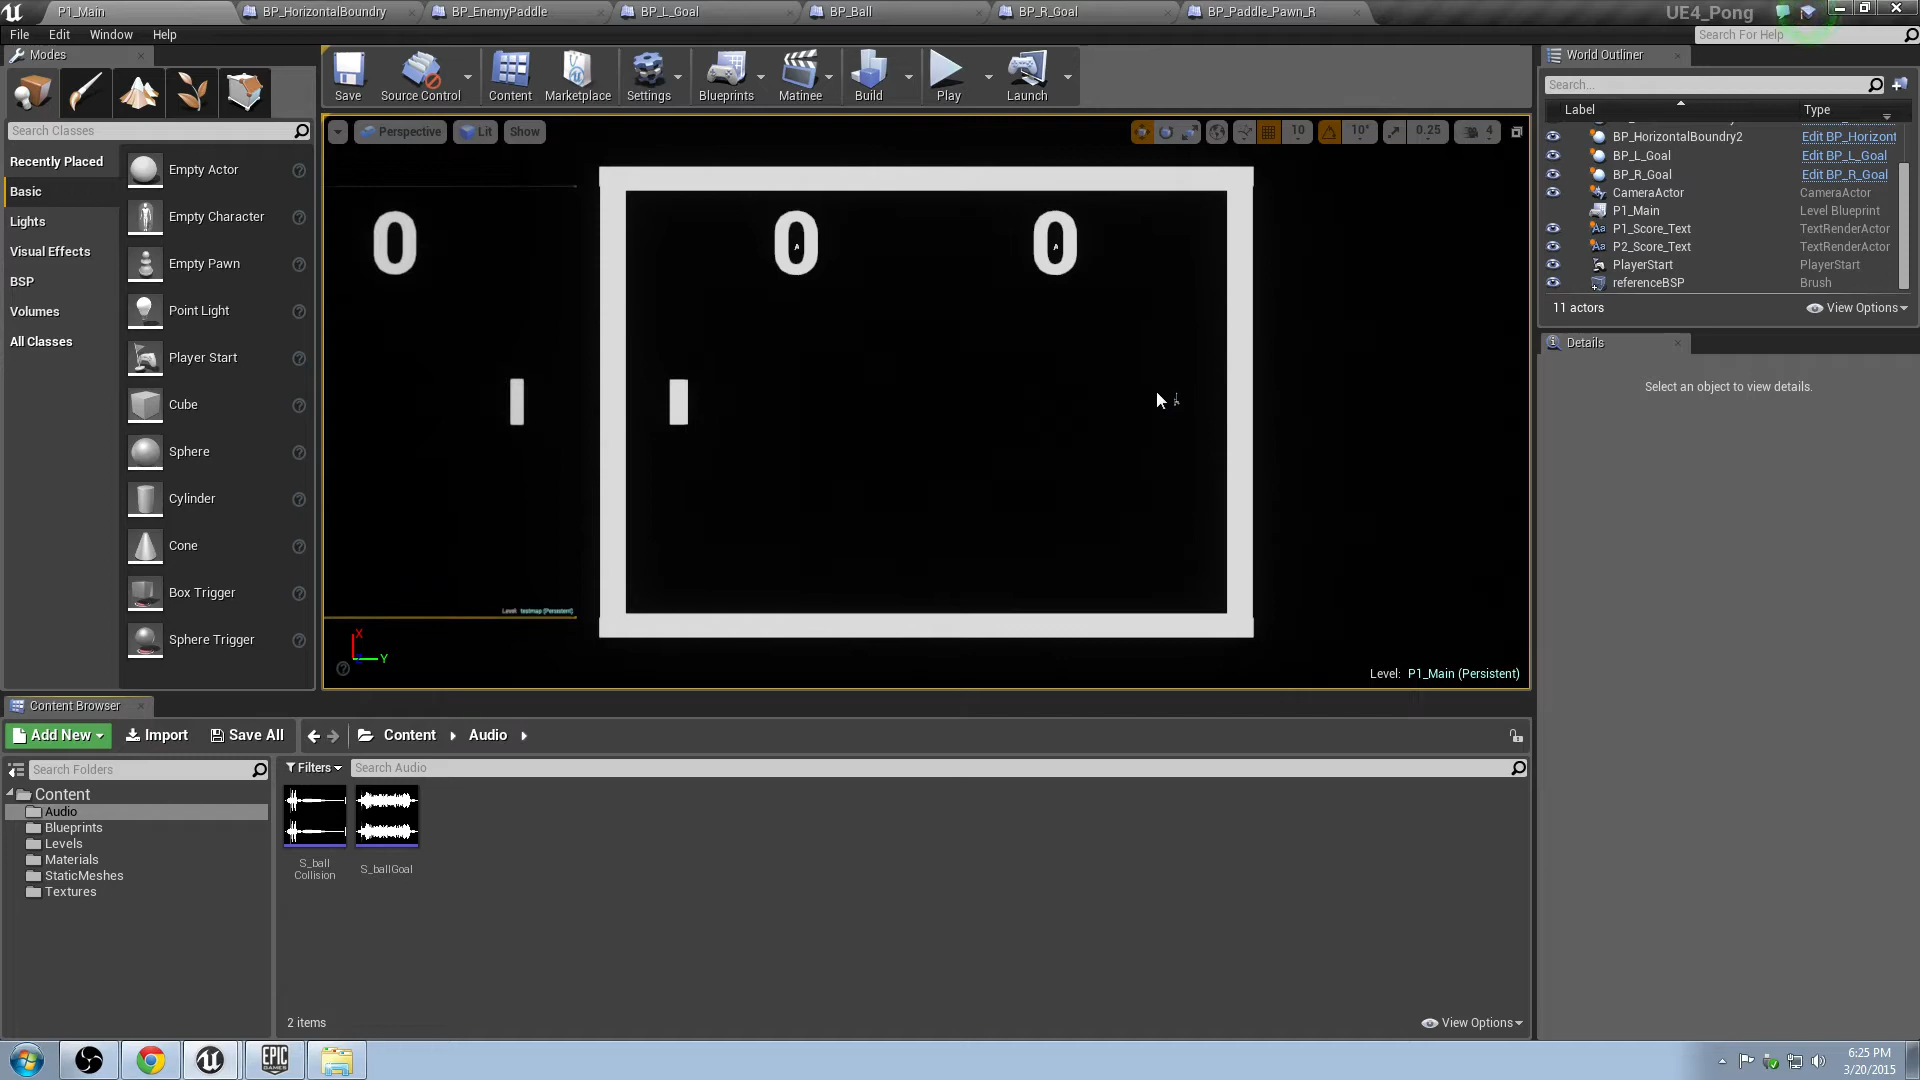 P1_Main
BP_HorizontalBoundry
BP_EnemyPaddle
BP_L_Goal
BP_Ball
BP_R_Goal
BP_Paddle_Pawn_R
UE4_Pong
File
Edit
Window
Help
Search For Help
Modes
Save
Source Control
Content
Marketplace
Settings
Blueprints
Matinee
Build
Play
Launch
Search Classes
Recently Placed
Basic
Lights
Visual Effects
BSP
Volumes
All Classes
Empty Actor
Empty Character
Empty Pawn
Point Light
Player Start
Cube
Sphere
Cylinder
Cone
Box Trigger
Sphere Trigger
Perspective
Lit
Show
10
10°
0.25
4
0
0
0
Level: testmap (Persistent)
X
Y
Level: P1_Main (Persistent)
World Outliner
Search...
Label
Type
BP_HorizontalBoundry2
Edit BP_Horizont
BP_L_Goal
Edit BP_L_Goal
BP_R_Goal
Edit BP_R_Goal
CameraActor
CameraActor
P1_Main
Level Blueprint
P1_Score_Text
TextRenderActor
P2_Score_Text
TextRenderActor
PlayerStart
PlayerStart
referenceBSP
Brush
11 actors
View Options
Details
Select an object to view details.
Content Browser
Add New
Import
Save All
Content
Audio
Search Folders
Filters
Search Audio
Content
Audio
Blueprints
Levels
Materials
StaticMeshes
Textures
S_ball
Collision
S_ballGoal
2 items
View Options
EPIC
GAMES
6:25 PM
3/20/2015